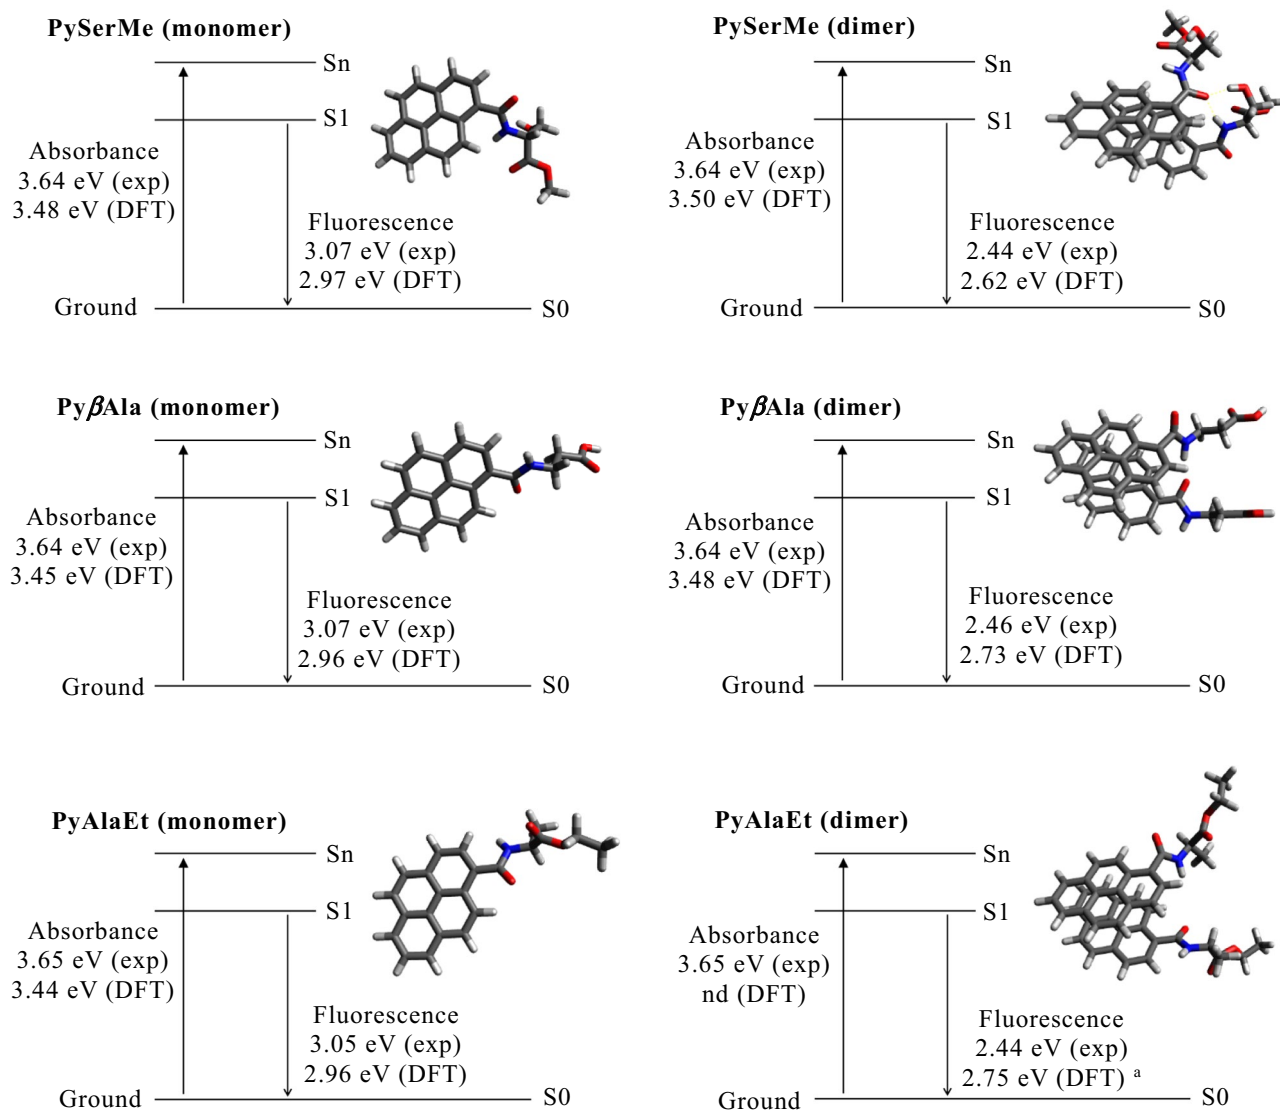 PySerMe (monomer)
Sn
S1
Absorbance
3.64 eV (exp)
3.48 eV (DFT)
Fluorescence
3.07 eV (exp)
2.97 eV (DFT)
Ground
S0
PySerMe (dimer)
Sn
S1
Absorbance
3.64 eV (exp)
3.50 eV (DFT)
Fluorescence
2.44 eV (exp)
2.62 eV (DFT)
Ground
S0
PyβAla (monomer)
Sn
S1
Absorbance
3.64 eV (exp)
3.45 eV (DFT)
Fluorescence
3.07 eV (exp)
2.96 eV (DFT)
Ground
S0
PyβAla (dimer)
Sn
S1
Absorbance
3.64 eV (exp)
3.48 eV (DFT)
Fluorescence
2.46 eV (exp)
2.73 eV (DFT)
Ground
S0
PyAlaEt (monomer)
Sn
S1
Absorbance
3.65 eV (exp)
3.44 eV (DFT)
Fluorescence
3.05 eV (exp)
2.96 eV (DFT)
Ground
S0
PyAlaEt (dimer)
Sn
S1
Absorbance
3.65 eV (exp)
nd (DFT)
Fluorescence
2.44 eV (exp)
2.75 eV (DFT) ª
Ground
S0